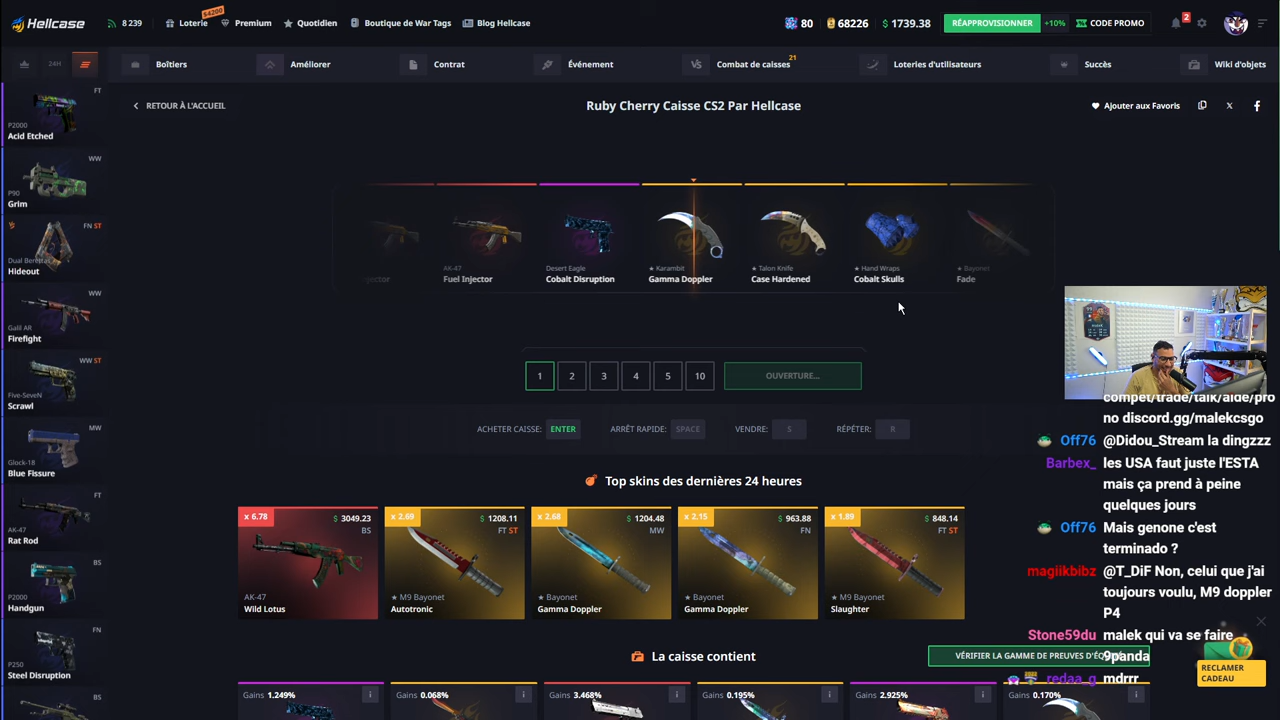 Hellcase
8 239
Loterie
$4200
Premium
Quotidien
Boutique de War Tags
Blog Hellcase
80
68226
$ 1739.38
RÉAPPROVISIONNER
+10%
CODE PROMO
2
24H
Boîtiers
Améliorer
Contrat
Événement
Combat de caisses
21
Loteries d'utilisateurs
Succès
Wiki d'objets
RETOUR À L'ACCUEIL
Ruby Cherry Caisse CS2 Par Hellcase
Ajouter aux Favoris
FT
P2000
Acid Etched
WW
P90
Grim
FN ST
Dual Berettas
Hideout
WW
Galil AR
Firefight
WW ST
Five-SeveN
Scrawl
MW
Glock-18
Blue Fissure
FT
AK-47
Rat Rod
BS
P2000
Handgun
FN
P250
Steel Disruption
BS
AK-47
Fuel Injector
Desert Eagle
Cobalt Disruption
★ Karambit
Gamma Doppler
★ Talon Knife
Case Hardened
★ Hand Wraps
Cobalt Skulls
★ Bayonet
Fade
1
2
3
4
5
10
OUVERTURE...
ACHETER CAISSE: ENTER
ARRÊT RAPIDE: SPACE
VENDRE: S
RÉPÉTER: R
Top skins des dernières 24 heures
x 6.78
$ 3049.23
BS
AK-47
Wild Lotus
x 2.69
$ 1208.11
FT ST
★ M9 Bayonet
Autotronic
x 2.68
$ 1204.48
MW
★ Bayonet
Gamma Doppler
x 2.15
$ 963.88
FN
★ Bayonet
Gamma Doppler
x 1.89
$ 848.14
FT ST
★ M9 Bayonet
Slaughter
La caisse contient
VÉRIFIER LA GAMME DE PREUVES
Gains 1.249%
Gains 0.068%
Gains 3.468%
Gains 0.195%
Gains 2.925%
Gains 0.170%
compet/trade/talk/aide/pro
no discord.gg/malekcsgo
Off76 @Didou_Stream la dingzzz
Barbex_ les USA faut juste l'ESTA
mais ça prend à peine
quelques jours
Off76 Mais genone c'est
terminado ?
magiikbibz @T_DiF Non, celui que j'ai
toujours voulu, M9 doppler
P4
Stone59du malek qui va se faire
9panda
redaa_g mdrrr
RECLAMER
CADEAU